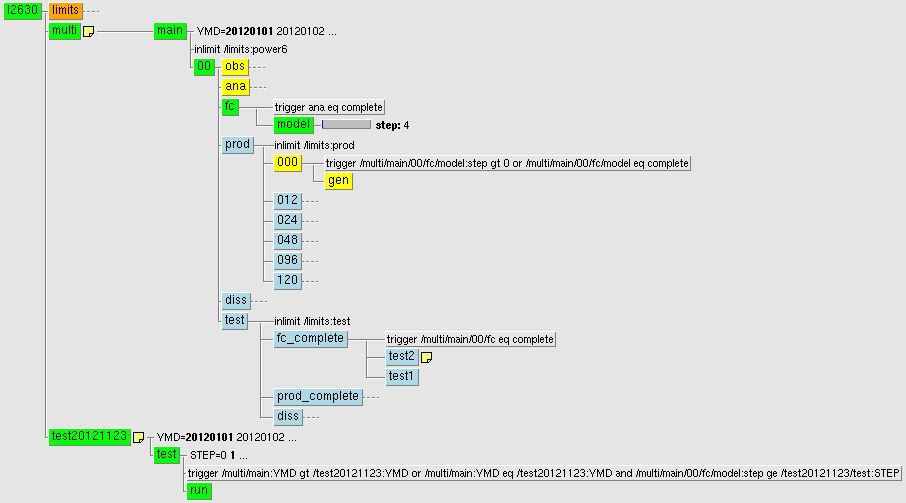 l2630 limits
multi main YMD=20120101 20120102 ...
inlimit /limits:power6
00 obs
ana
fc trigger ana eq complete
model step: 4
prod inlimit /limits:prod
000 trigger /multi/main/00/fc/model:step gt 0 or /multi/main/00/fc/model eq complete
gen
012
024
048
096
120
diss
test inlimit /limits:test
fc_complete trigger /multi/main/00/fc eq complete
test2
test1
prod_complete
diss
test20121123 YMD=20120101 20120102 ...
test STEP=0 1 ...
trigger /multi/main:YMD gt /test20121123:YMD or /multi/main:YMD eq /test20121123:YMD and /multi/main/00/fc/model:step ge /test20121123/test:STEP
run